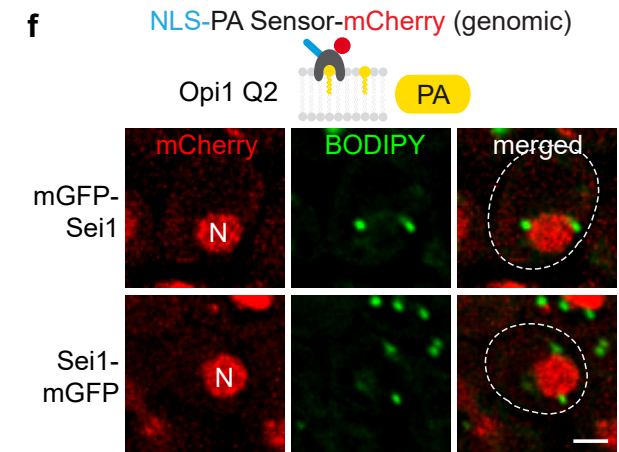 f
NLS-PA Sensor-mCherry (genomic)
Opi1 Q2
PA
mCherry
BODIPY
merged
mGFP-
Sei1
N
Sei1-
mGFP
N